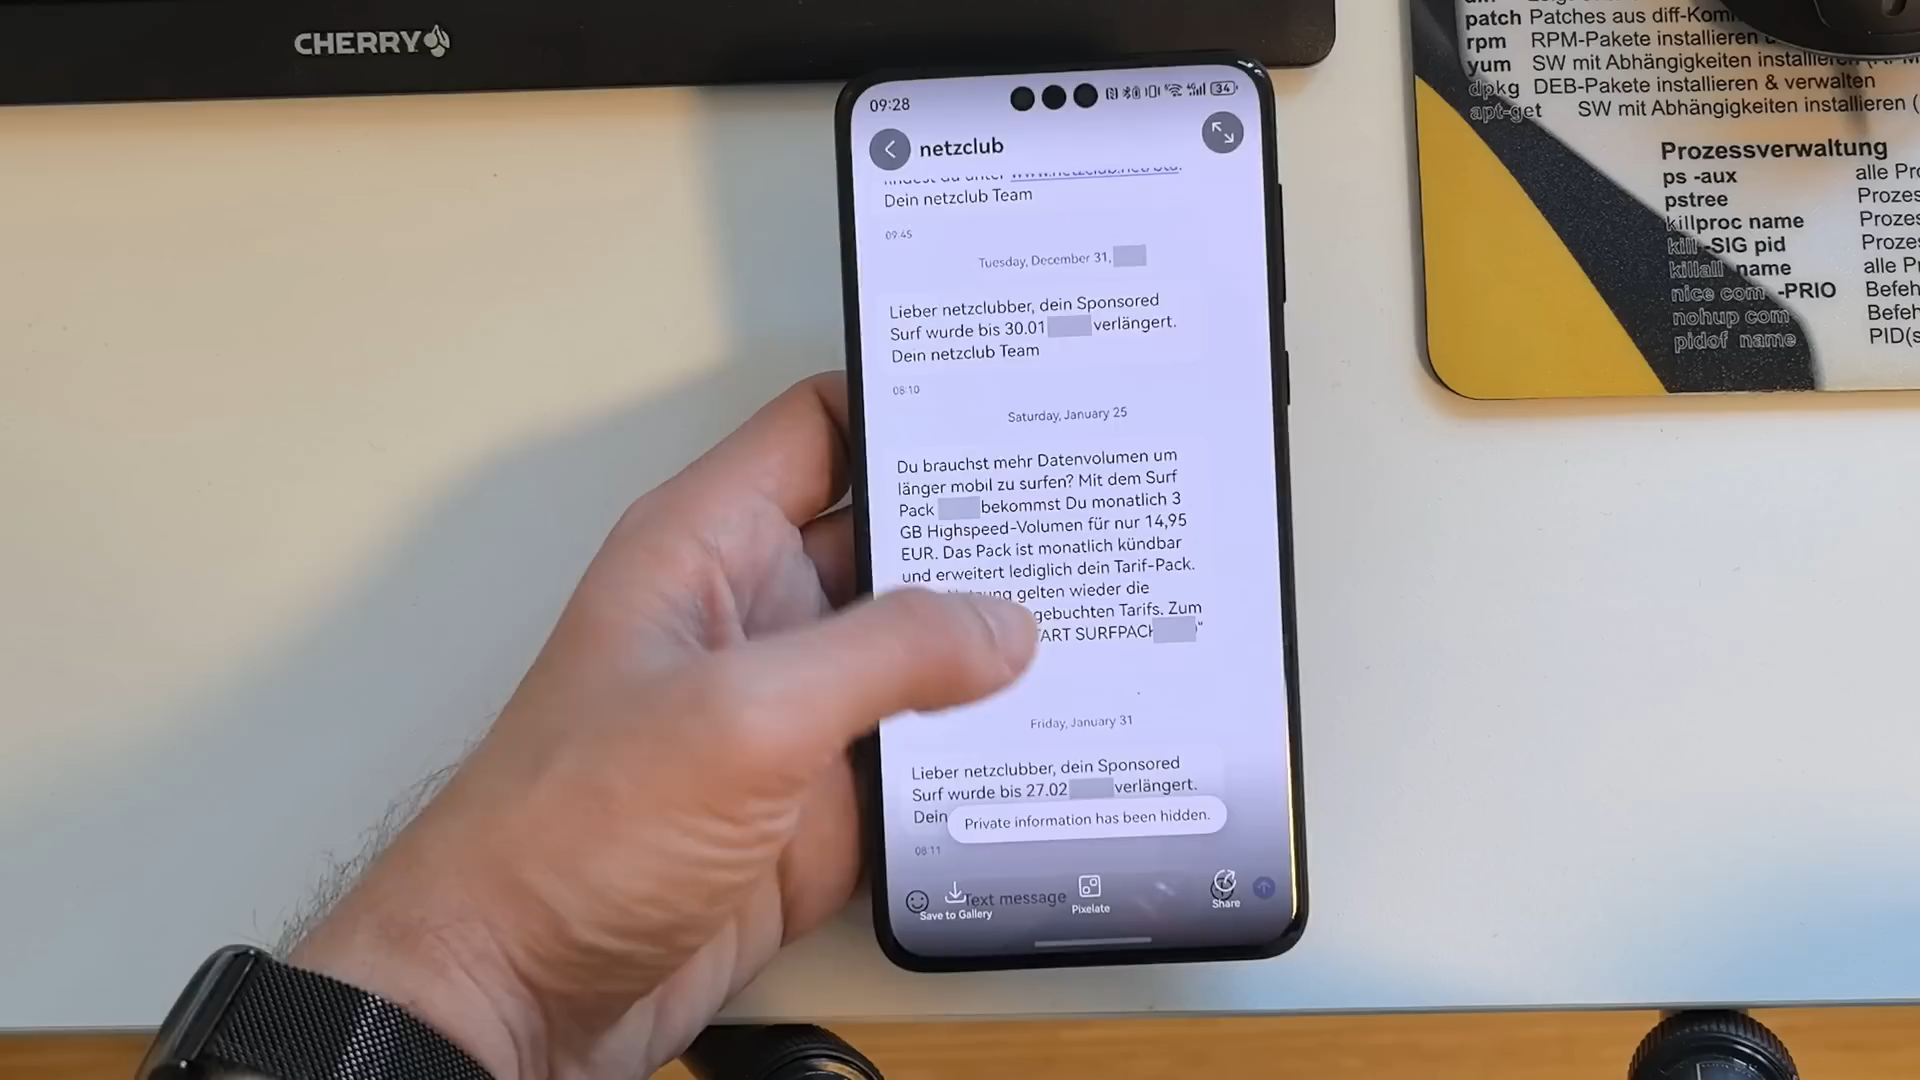 CHERRY
09:28
34
netzclub
Dein netzclub Team
09:45
Tuesday, December 31,
Lieber netzclubber, dein Sponsored
Surf wurde bis 30.01 verlängert.
Dein netzclub Team
08:10
Saturday, January 25
Du brauchst mehr Datenvolumen um
länger mobil zu surfen? Mit dem Surf
Pack bekommst Du monatlich 3
GB Highspeed-Volumen für nur 14,95
EUR. Das Pack ist monatlich kündbar
und erweitert lediglich dein Tarif-Pack.
gelten wieder die
gebuchten Tarifs. Zum
TART SURFPACK "
Friday, January 31
Lieber netzclubber, dein Sponsored
Surf wurde bis 27.02 verlängert.
Dein
Private information has been hidden.
08:11
Text message
Save to Gallery
Pixelate
Share
patch Patches aus diff-Kom
rpm RPM-Pakete installieren
yum SW mit Abhängigkeiten installieren
dpkg DEB-Pakete installieren & verwalten
apt-get SW mit Abhängigkeiten installieren (
Prozessverwaltung
ps -aux alle Pro
pstree Prozes
killproc name Prozes
kill -SIG pid Proze
killall name alle P
nice com -PRIO Befeh
nohup com Befeh
pidof name PID(s